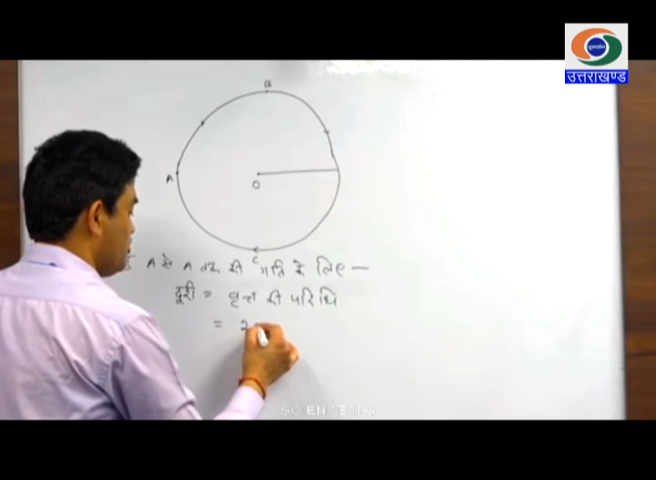 उत्तराखण्ड
B
A
O
C
A से A तक की गति के लिए —
दूरी = वृत्त की परिधि
= 2